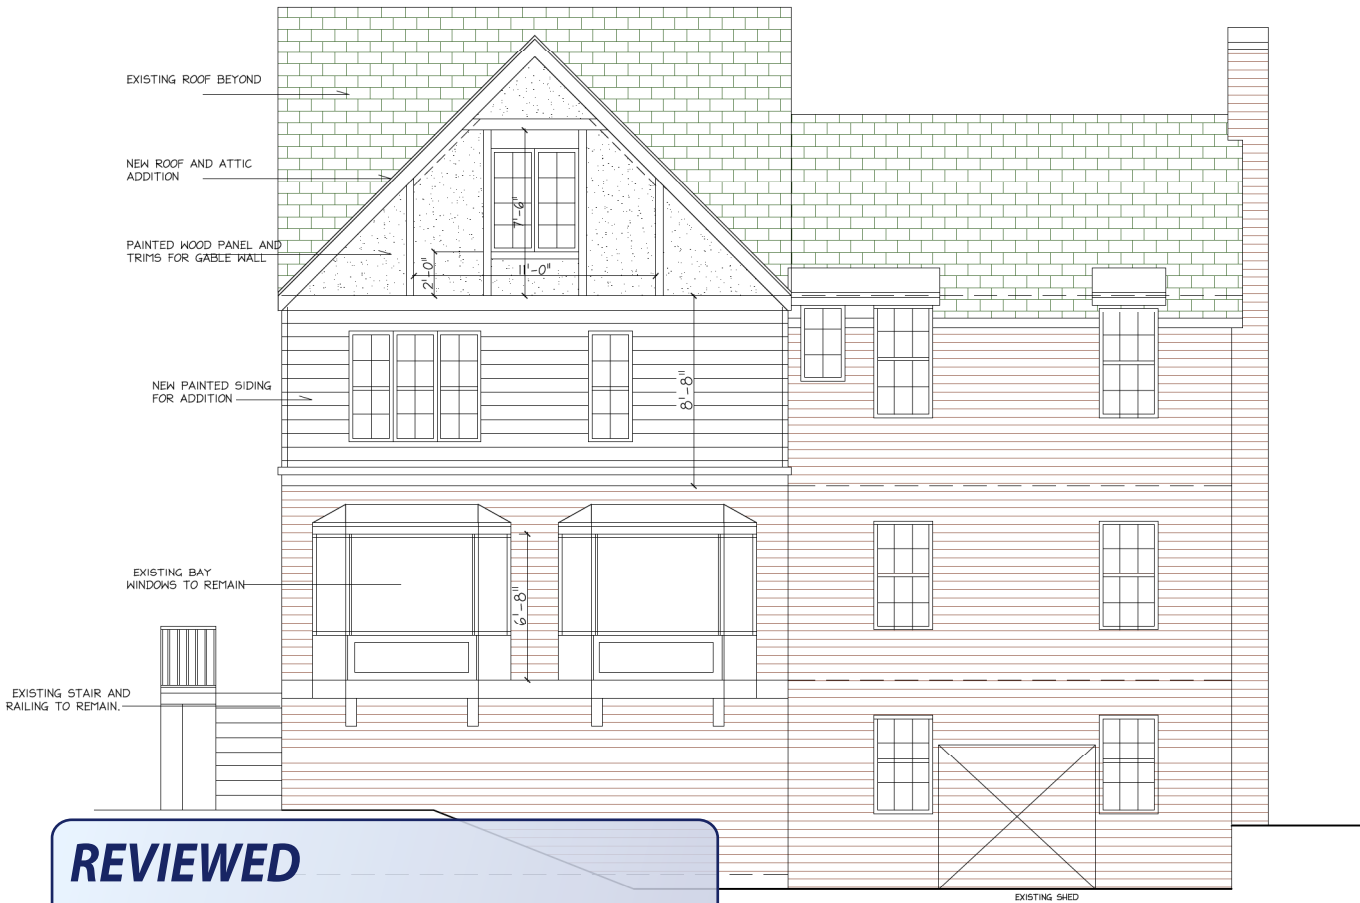 EXISTING ROOF BEYOND
NEW ROOF AND ATTIC
ADDITION
7'-6"
PAINTED WOOD PANEL AND
TRIMS FOR GABLE WALL
2'-0"
11'-0"
NEW PAINTED SIDING
FOR ADDITION
8'-8"
EXISTING BAY
WINDOWS TO REMAIN
6'-8"
EXISTING STAIR AND
RAILING TO REMAIN.
REVIEWED
EXISTING SHED